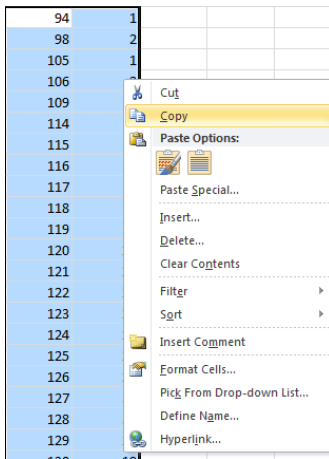 94 1
98 2
105 1
106
109
114
115
116
117
118
119
120
121
122
123
124
125
126
127
128
129
Cut
Copy
Paste Options:
Paste Special...
Insert...
Delete...
Clear Contents
Filter
Sort
Insert Comment
Format Cells...
Pick From Drop-down List...
Define Name...
Hyperlink...